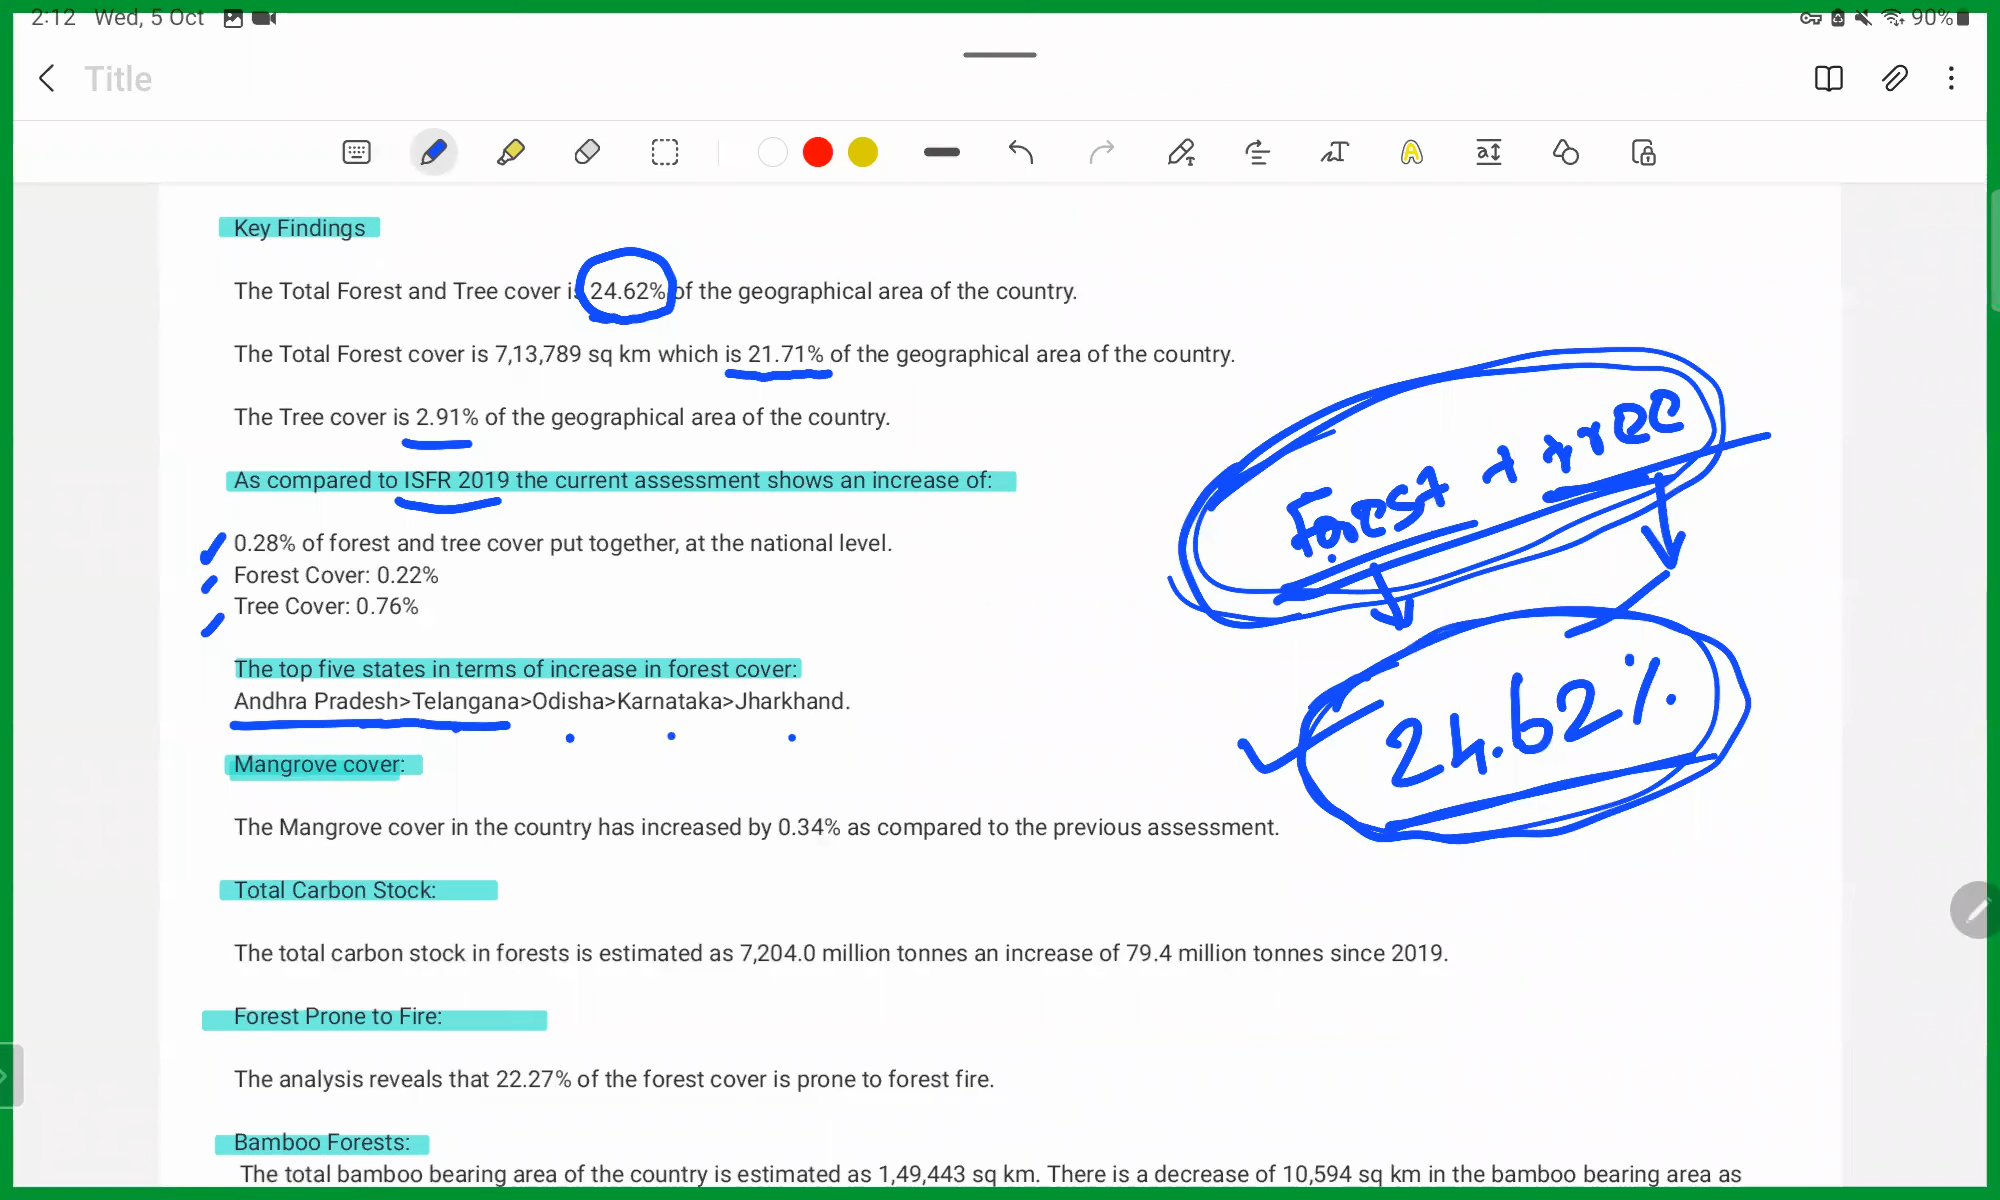 2:12 Wed, 5 Oct 90%
Title
Key Findings
The Total Forest and Tree cover is 24.62% of the geographical area of the country.
The Total Forest cover is 7,13,789 sq km which is 21.71% of the geographical area of the country.
The Tree cover is 2.91% of the geographical area of the country.
As compared to ISFR 2019 the current assessment shows an increase of:
0.28% of forest and tree cover put together, at the national level.
Forest Cover: 0.22%
Tree Cover: 0.76%
Forest + tree
The top five states in terms of increase in forest cover:
Andhra Pradesh>Telangana>Odisha>Karnataka>Jharkhand.
24.62%
Mangrove cover:
The Mangrove cover in the country has increased by 0.34% as compared to the previous assessment.
Total Carbon Stock:
The total carbon stock in forests is estimated as 7,204.0 million tonnes an increase of 79.4 million tonnes since 2019.
Forest Prone to Fire:
The analysis reveals that 22.27% of the forest cover is prone to forest fire.
Bamboo Forests:
The total bamboo bearing area of the country is estimated as 1,49,443 sq km. There is a decrease of 10,594 sq km in the bamboo bearing area as